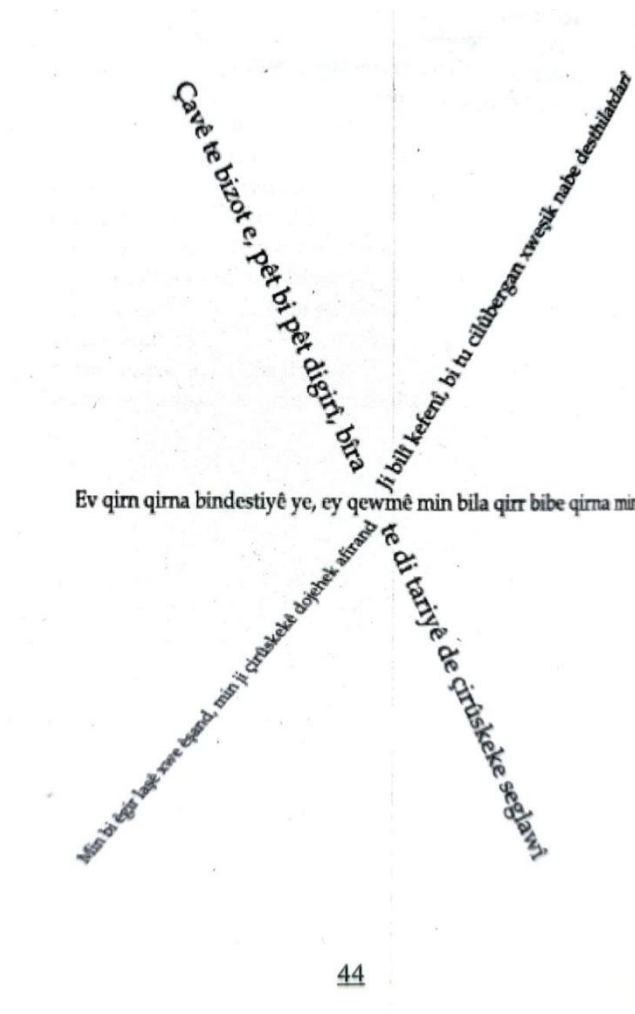 Çavê te bizot e, pêt bi pêt digirî, bîra
Ji bilî kefenî, bi tu cilûbergan xweşik nabe desthilatdarî
Ev qirn qirna bindestiyê ye, ey qewmê min bila qirr bibe qirna min
Min bi êgir laşê xwe êşand, min ji çirûskekê dojehek afirand
te di tariyê de çirûskeke seglawî
44